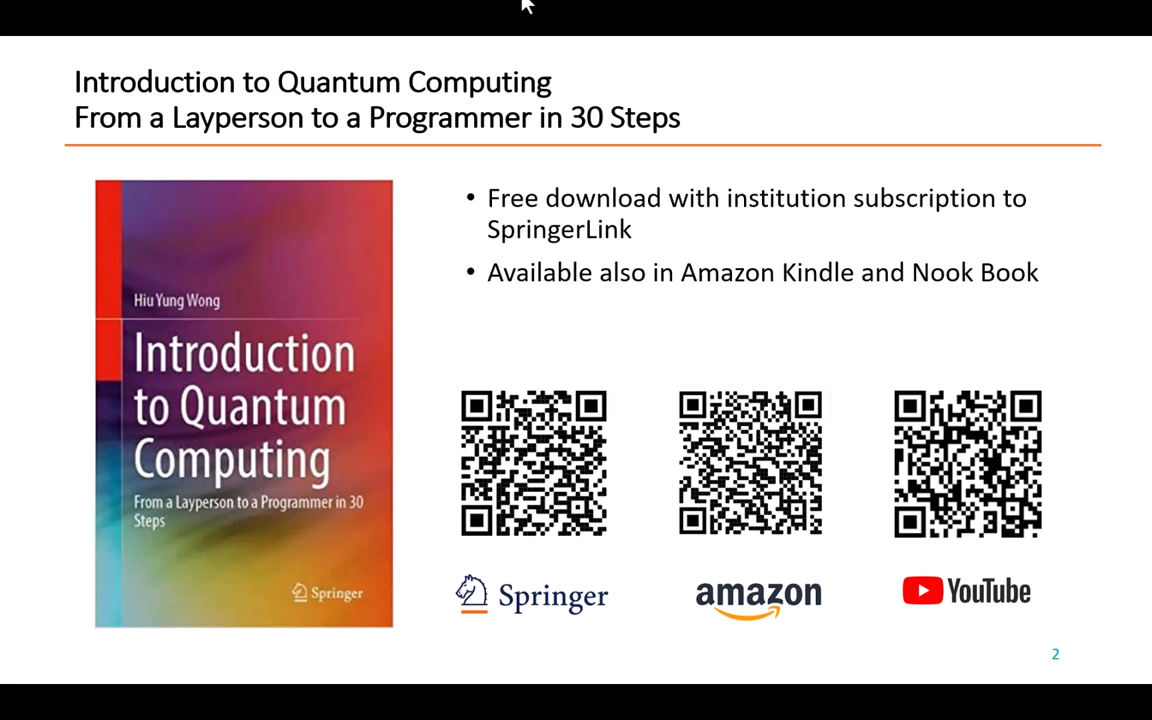 Introduction to Quantum Computing
From a Layperson to a Programmer in 30 Steps
Hiu Yung Wong
Introduction
to Quantum
Computing
From a Layperson to a Programmer in 30
Steps
Springer
• Free download with institution subscription to
SpringerLink
• Available also in Amazon Kindle and Nook Book
Springer
amazon
YouTube
2